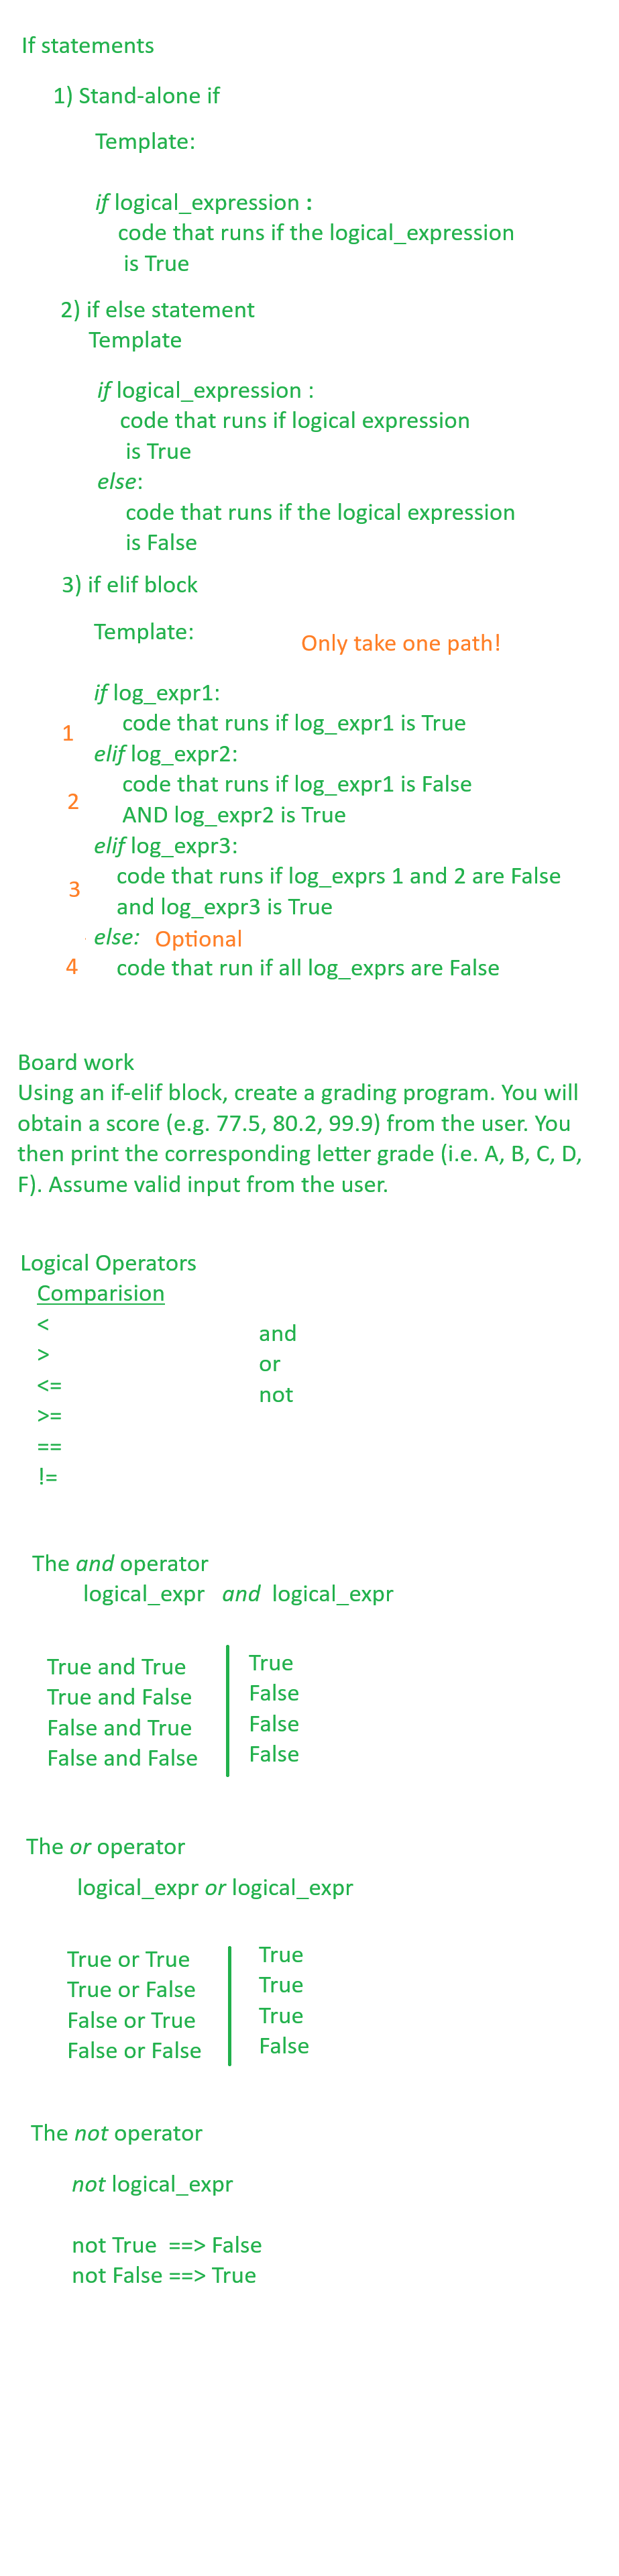 If statements
1) Stand-alone if
Template:
if logical_expression :
code that runs if the logical_expression
is True
2) if else statement
Template
if logical_expression :
code that runs if logical expression
is True
else:
code that runs if the logical expression
is False
3) if elif block
Template:
Only take one path!
if log_expr1:
1 code that runs if log_expr1 is True
elif log_expr2:
2 code that runs if log_expr1 is False
AND log_expr2 is True
elif log_expr3:
3 code that runs if log_exprs 1 and 2 are False
and log_expr3 is True
else: Optional
4 code that run if all log_exprs are False
Board work
Using an if-elif block, create a grading program. You will
obtain a score (e.g. 77.5, 80.2, 99.9) from the user. You
then print the corresponding letter grade (i.e. A, B, C, D,
F). Assume valid input from the user.
Logical Operators
Comparision
<
>
<=
>=
==
!=
and
or
not
The and operator
logical_expr and logical_expr
True and True True
True and False False
False and True False
False and False False
The or operator
logical_expr or logical_expr
True or True True
True or False True
False or True True
False or False False
The not operator
not logical_expr
not True ==> False
not False ==> True